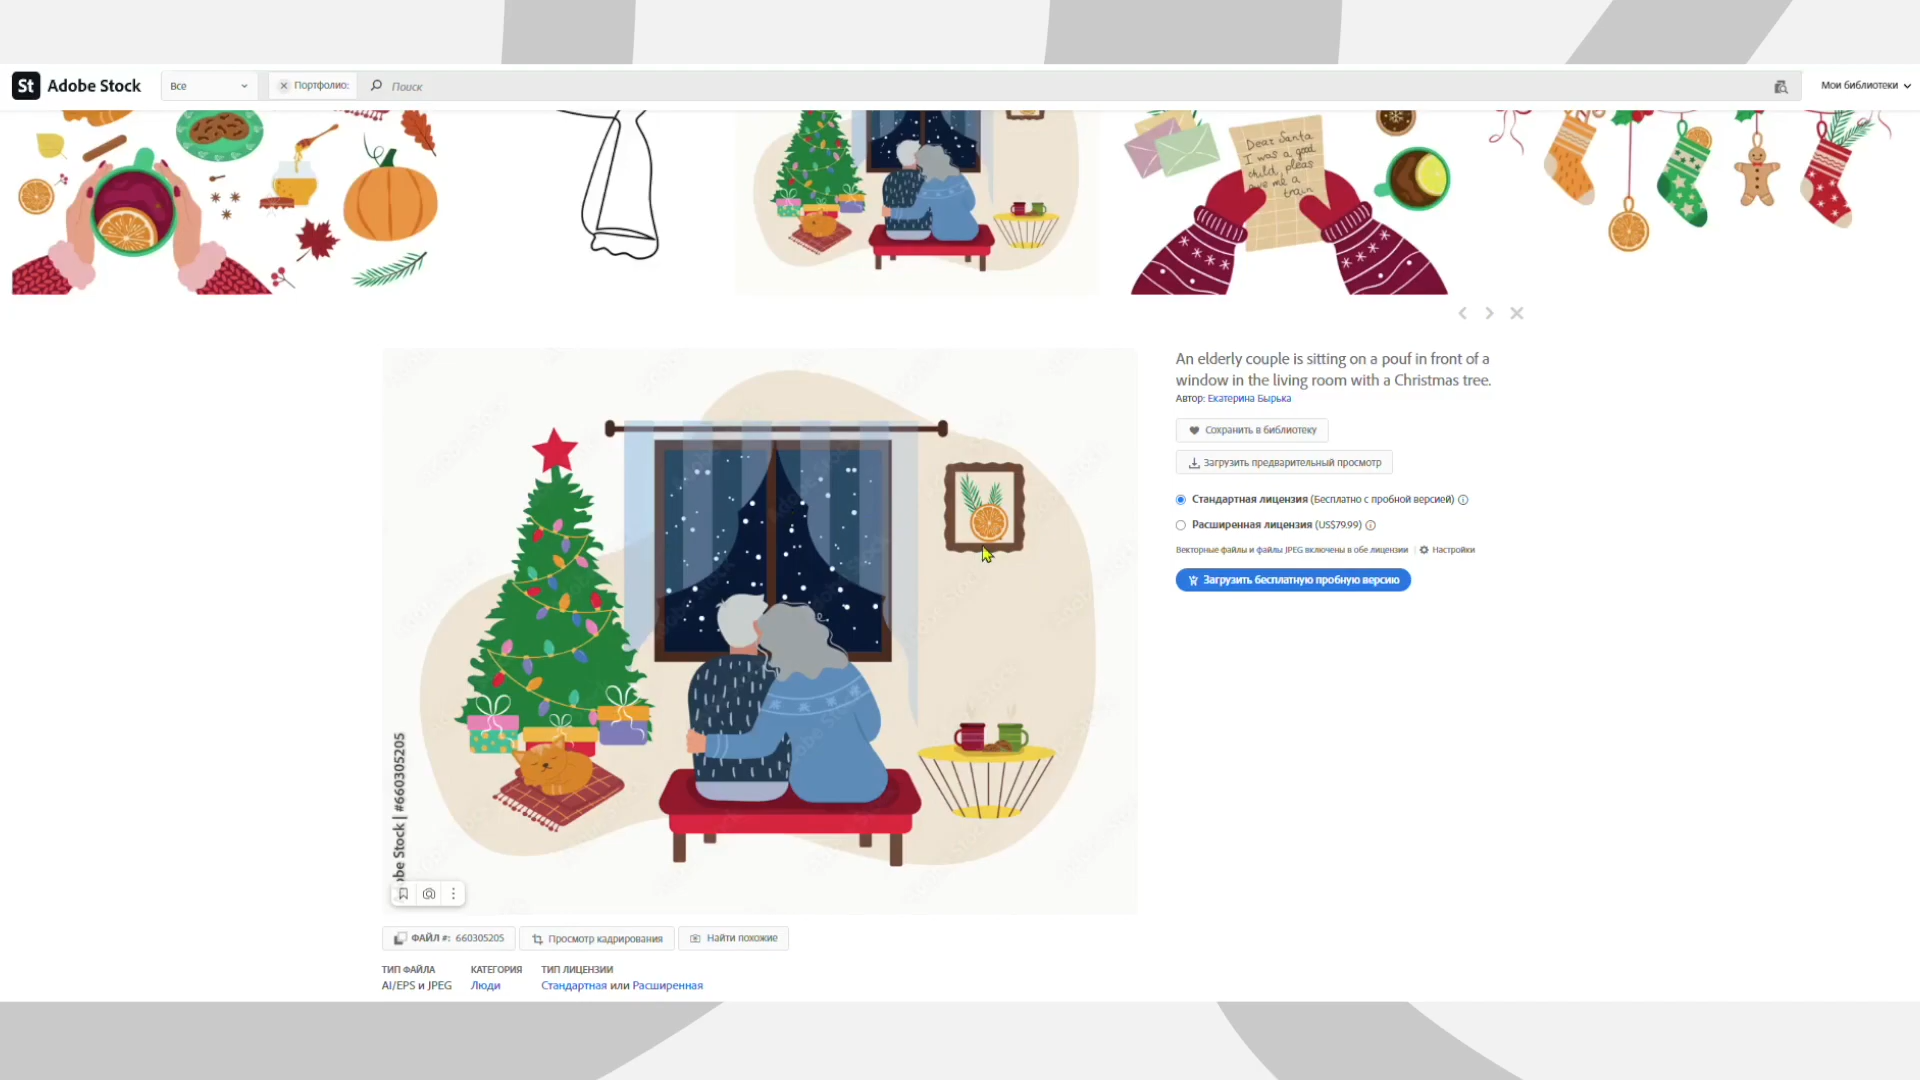 St Adobe Stock
Все
Портфолио:
Поиск
Мои библиотеки
Dear Santa
I was a good
child, pleas
give me a
train
An elderly couple is sitting on a pouf in front of a
window in the living room with a Christmas tree.
Автор: Екатерина Бырька
Сохранить в библиотеку
Загрузить предварительный просмотр
Стандартная лицензия (Бесплатно с пробной версией)
Расширенная лицензия (US$79.99)
Векторные файлы и файлы JPEG включены в обе лицензии
Настройки
Загрузить бесплатную пробную версию
Adobe Stock | #660305205
ФАЙЛ #: 660305205
Просмотр кадрирования
Найти похожие
ТИП ФАЙЛА
КАТЕГОРИЯ
ТИП ЛИЦЕНЗИИ
AI/EPS и JPEG
Люди
Стандартная или Расширенная